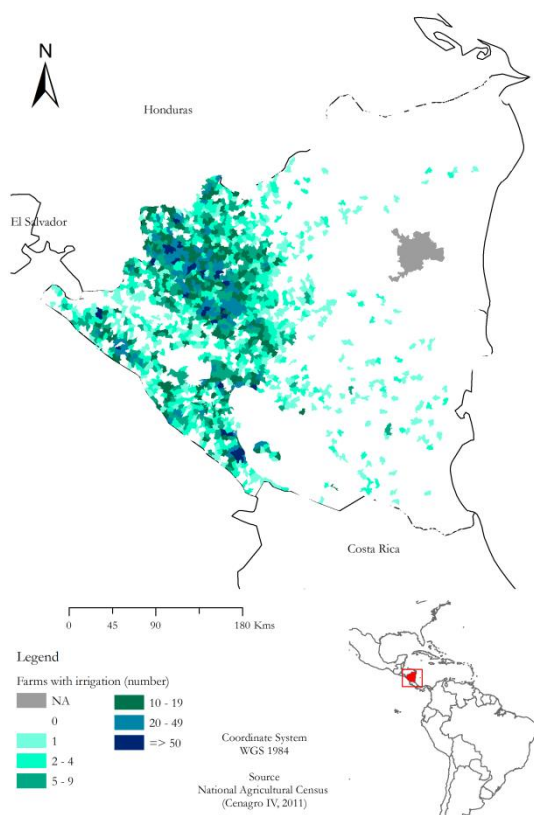 N
Honduras
El Salvador
Costa Rica
0 45 90 180 Kms
Legend
Farms with irrigation (number)
NA
0
1
2 - 4
5 - 9
10 - 19
20 - 49
=> 50
Coordinate System
WGS 1984
Source
National Agricultural Census
(Cenagro IV, 2011)